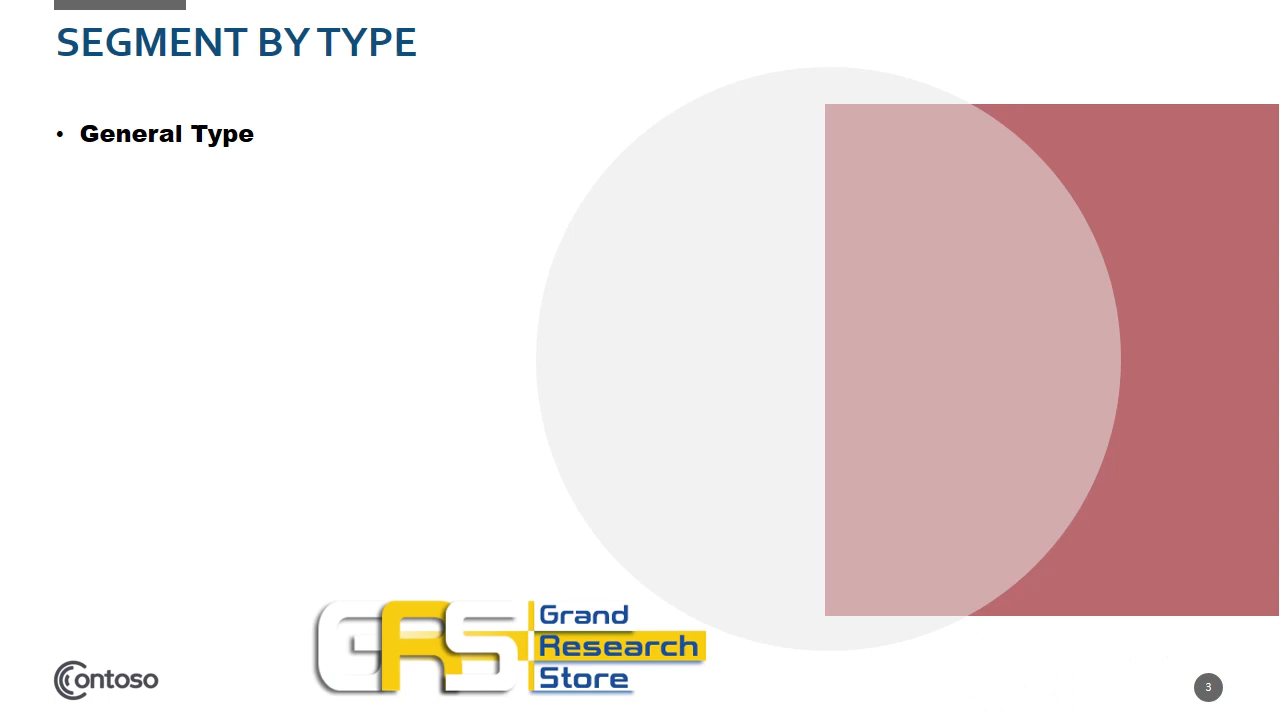 SEGMENT BY TYPE
• General Type
GRS
Grand
Research
Store
Contoso
3